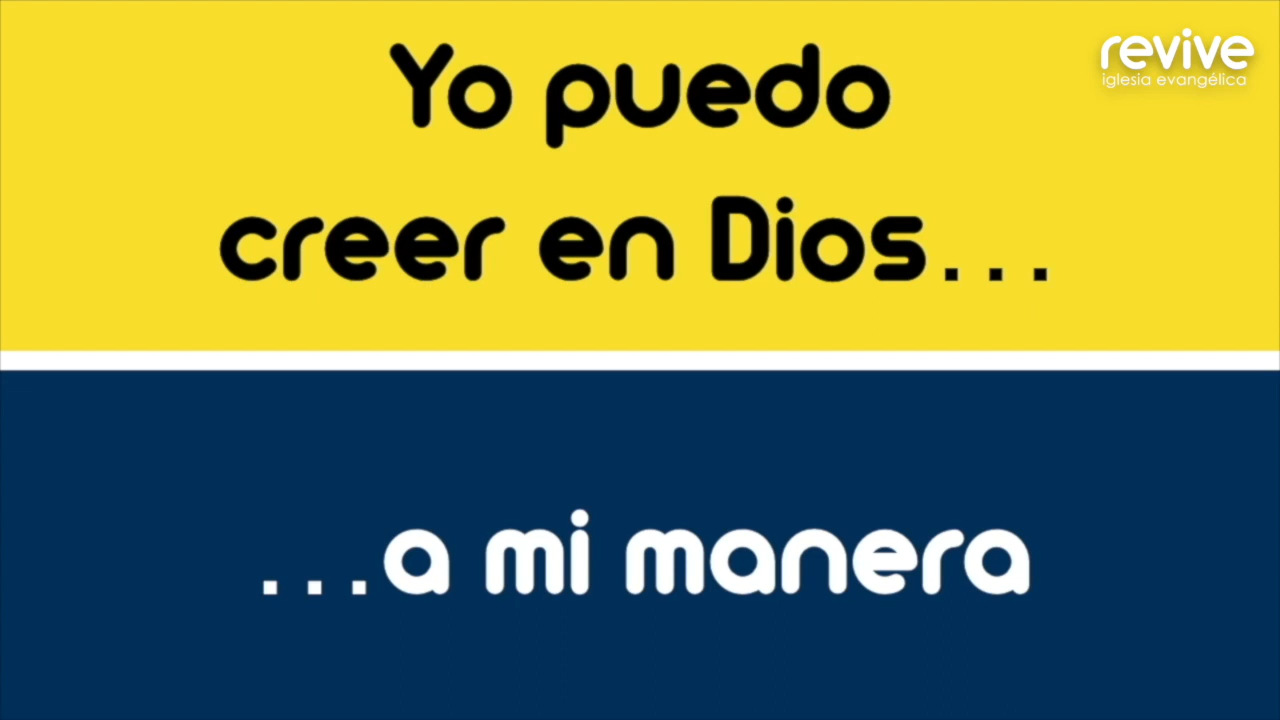 revive
iglesia evangélica
Yo puedo
creer en Dios...
...a mi manera